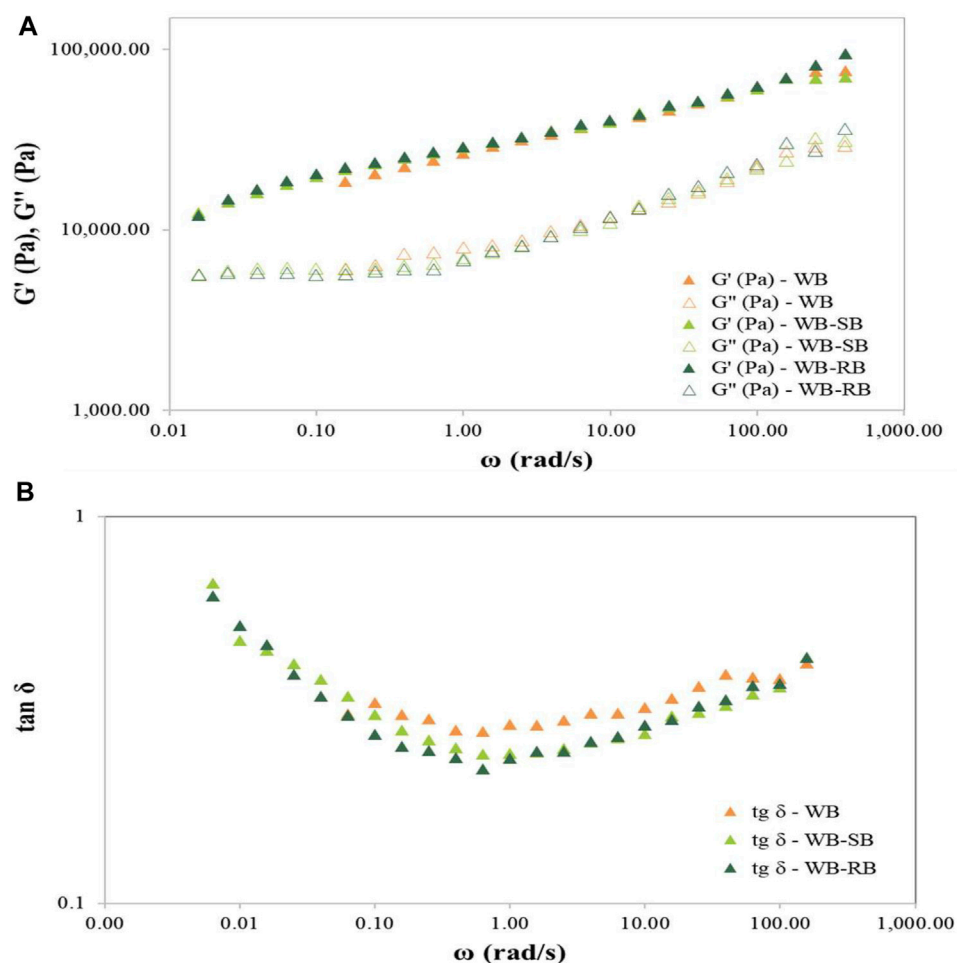 A
100,000.00
10,000.00
1,000.00
G' (Pa), G" (Pa)
G' (Pa) - WB
G" (Pa) - WB
G' (Pa) - WB-SB
G" (Pa) - WB-SB
G' (Pa) - WB-RB
G" (Pa) - WB-RB
0.01 0.10 1.00 10.00 100.00 1,000.00
ω (rad/s)
B
1
0.1
tan δ
tg δ - WB
tg δ - WB-SB
tg δ - WB-RB
0.00 0.01 0.10 1.00 10.00 100.00 1,000.00
ω (rad/s)